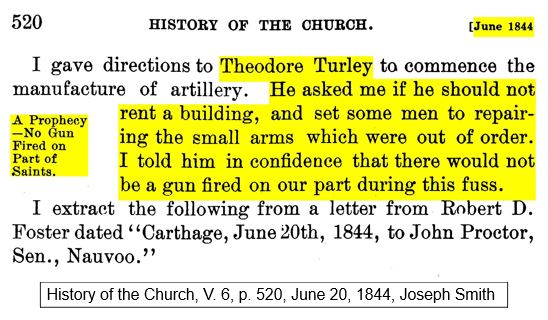 520 HISTORY OF THE CHURCH. [June 1844
I gave directions to Theodore Turley to commence the
manufacture of artillery. He asked me if he should not
rent a building, and set some men to repair-
ing the small arms which were out of order.
I told him in confidence that there would not
be a gun fired on our part during this fuss.
A Prophecy
—No Gun
Fired on
Part of
Saints.
I extract the following from a letter from Robert D.
Foster dated "Carthage, June 20th, 1844, to John Proctor,
Sen., Nauvoo."
History of the Church, V. 6, p. 520, June 20, 1844, Joseph Smith